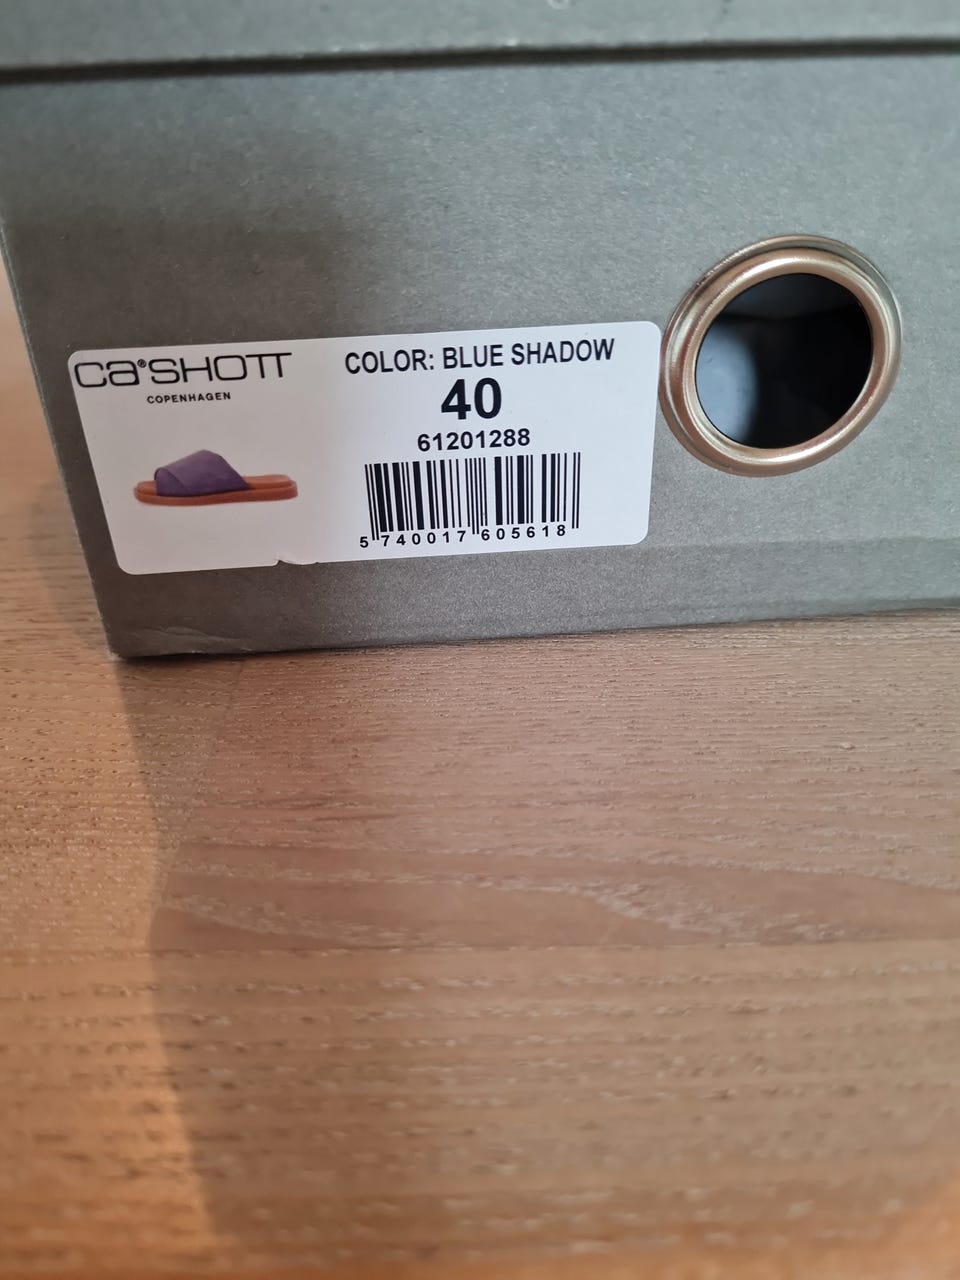 ca®SHOTT
COPENHAGEN
COLOR: BLUE SHADOW
40
61201288
5 740017 605618